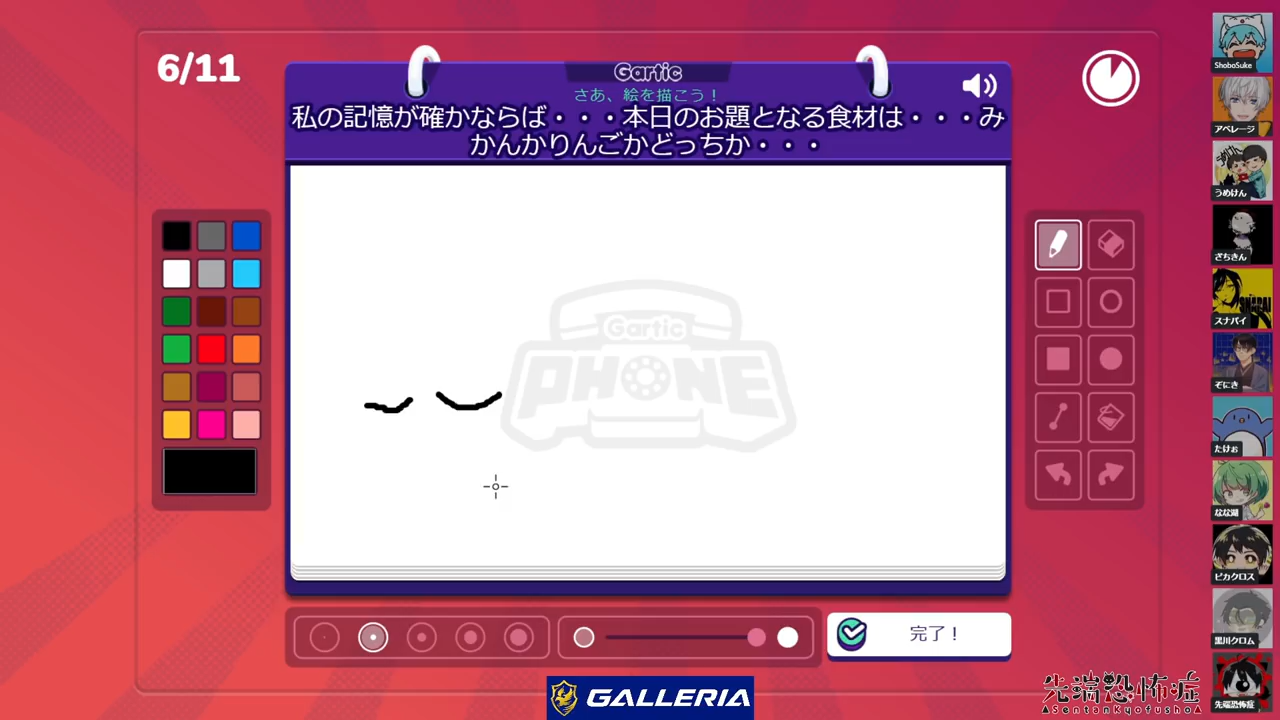 6/11
Gartic
さあ、絵を描こう！
私の記憶が確かならば・・・本日のお題となる食材は・・・み
かんかりんごかどっちか・・・
Gartic
PHONE
完了！
GALLERIA
ShoboSuke
アベレージ
うめけん
さちきん
スナバイ
ぞにき
たけぉ
なな湖
ピカクロス
黒川クロム
先端恐怖症
先端恐怖症
SentanKyofusho